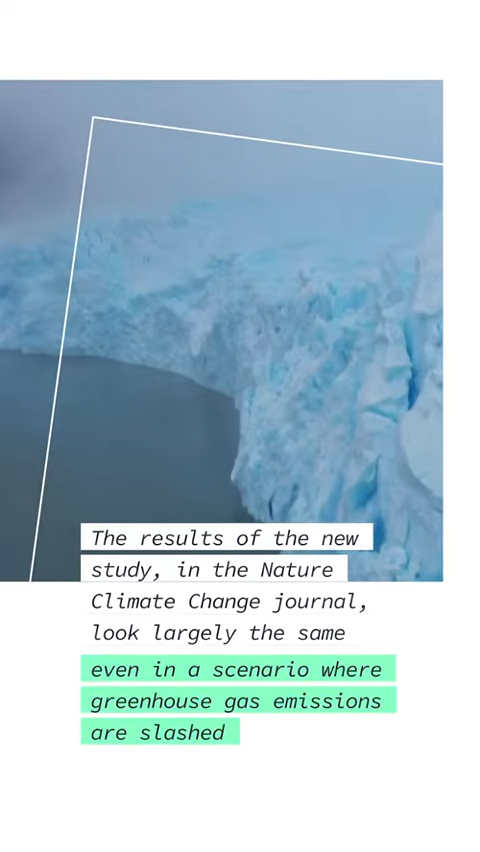 The results of the new
study, in the Nature
Climate Change journal,
look largely the same
even in a scenario where
greenhouse gas emissions
are slashed